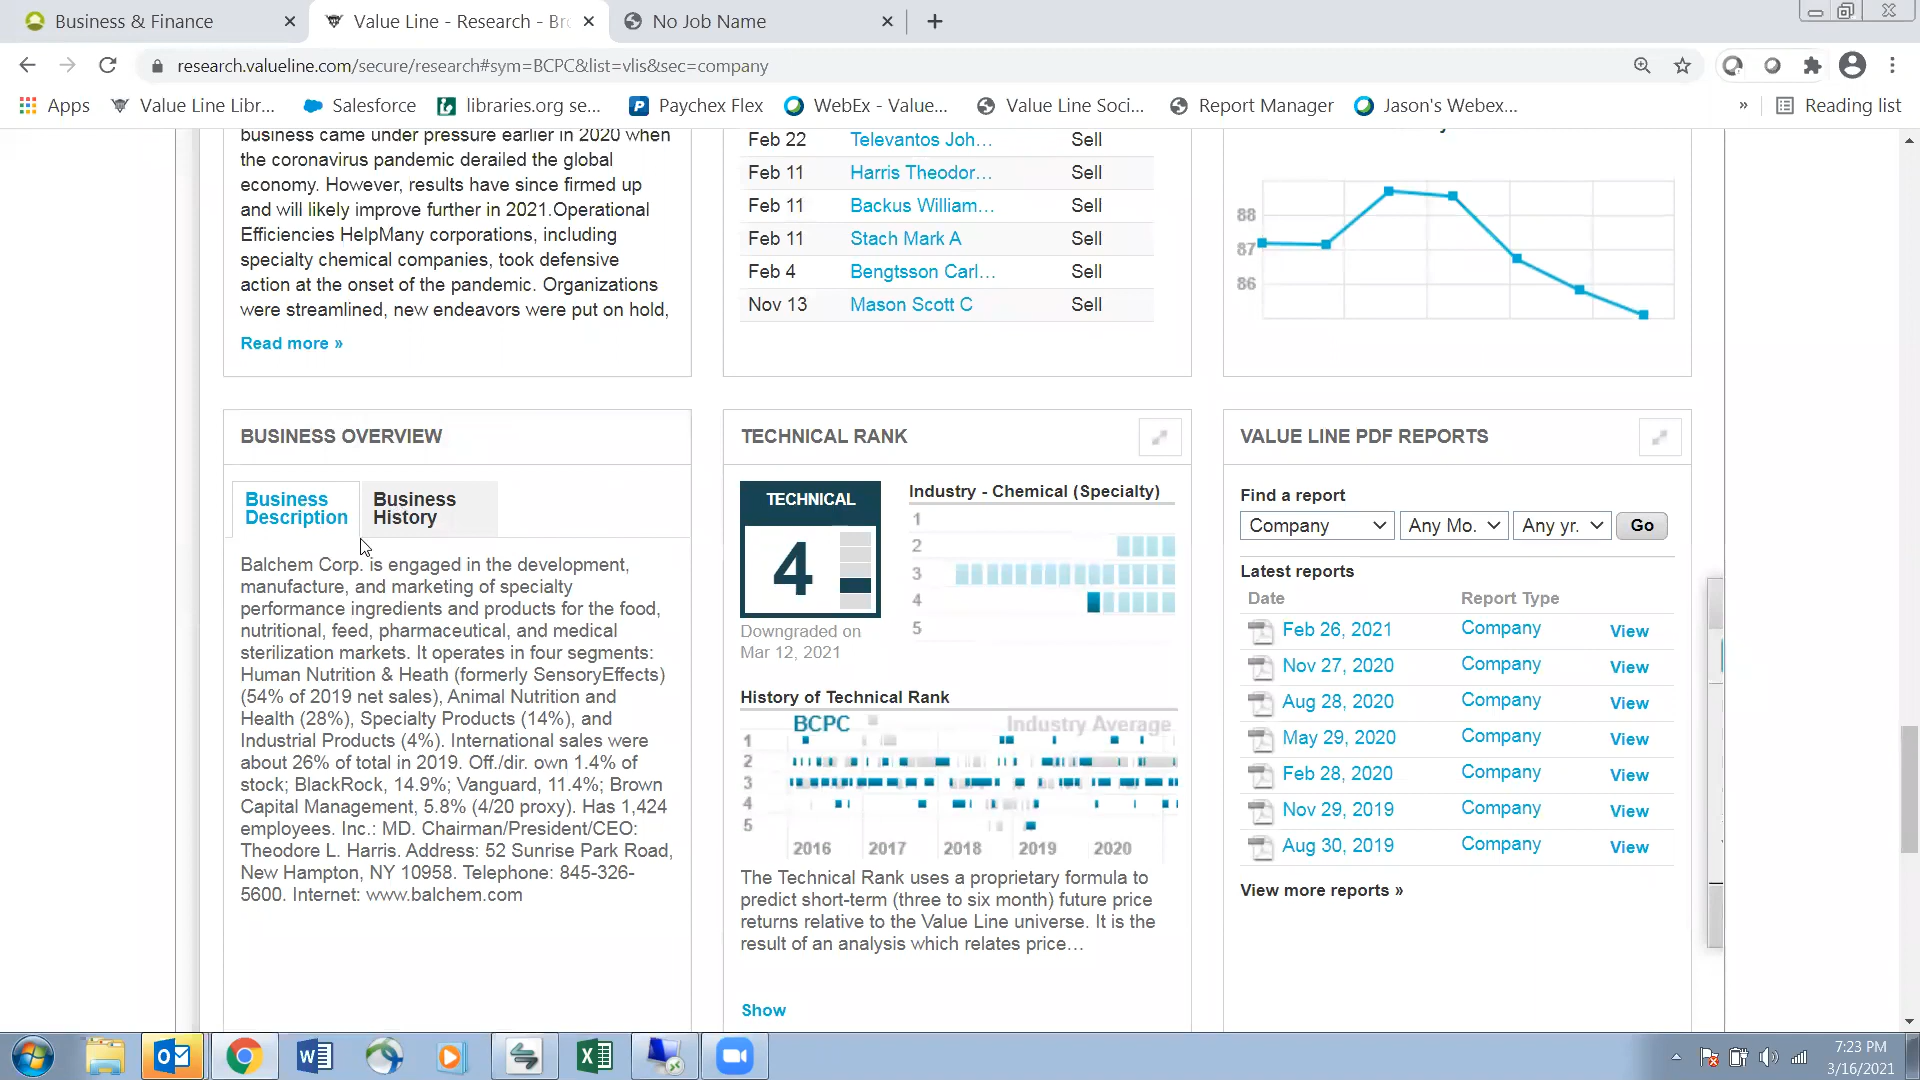 Business & Finance
Value Line - Research - Bro
No Job Name
research.valueline.com/secure/research#sym=BCPC&list=vlis&sec=company
Apps
Value Line Libr...
Salesforce
libraries.org se...
Paychex Flex
WebEx - Value...
Value Line Soci...
Report Manager
Jason's Webex...
»
Reading list
business came under pressure earlier in 2020 when
the coronavirus pandemic derailed the global
economy. However, results have since firmed up
and will likely improve further in 2021.Operational
Efficiencies HelpMany corporations, including
specialty chemical companies, took defensive
action at the onset of the pandemic. Organizations
were streamlined, new endeavors were put on hold,
Read more »
Feb 22 Televantos Joh... Sell
Feb 11 Harris Theodor... Sell
Feb 11 Backus William... Sell
Feb 11 Stach Mark A Sell
Feb 4 Bengtsson Carl... Sell
Nov 13 Mason Scott C Sell
88
87
86
BUSINESS OVERVIEW
Business
Description
Business
History
Balchem Corp. is engaged in the development,
manufacture, and marketing of specialty
performance ingredients and products for the food,
nutritional, feed, pharmaceutical, and medical
sterilization markets. It operates in four segments:
Human Nutrition & Heath (formerly SensoryEffects)
(54% of 2019 net sales), Animal Nutrition and
Health (28%), Specialty Products (14%), and
Industrial Products (4%). International sales were
about 26% of total in 2019. Off./dir. own 1.4% of
stock; BlackRock, 14.9%; Vanguard, 11.4%; Brown
Capital Management, 5.8% (4/20 proxy). Has 1,424
employees. Inc.: MD. Chairman/President/CEO:
Theodore L. Harris. Address: 52 Sunrise Park Road,
New Hampton, NY 10958. Telephone: 845-326-
5600. Internet: www.balchem.com
TECHNICAL RANK
TECHNICAL
4
Downgraded on
Mar 12, 2021
Industry - Chemical (Specialty)
1
2
3
4
5
History of Technical Rank
BCPC Industry Average
1
2
3
4
5
2016 2017 2018 2019 2020
The Technical Rank uses a proprietary formula to
predict short-term (three to six month) future price
returns relative to the Value Line universe. It is the
result of an analysis which relates price...
Show
VALUE LINE PDF REPORTS
Find a report
Company Any Mo. Any yr. Go
Latest reports
Date Report Type
Feb 26, 2021 Company View
Nov 27, 2020 Company View
Aug 28, 2020 Company View
May 29, 2020 Company View
Feb 28, 2020 Company View
Nov 29, 2019 Company View
Aug 30, 2019 Company View
View more reports »
7:23 PM
3/16/2021